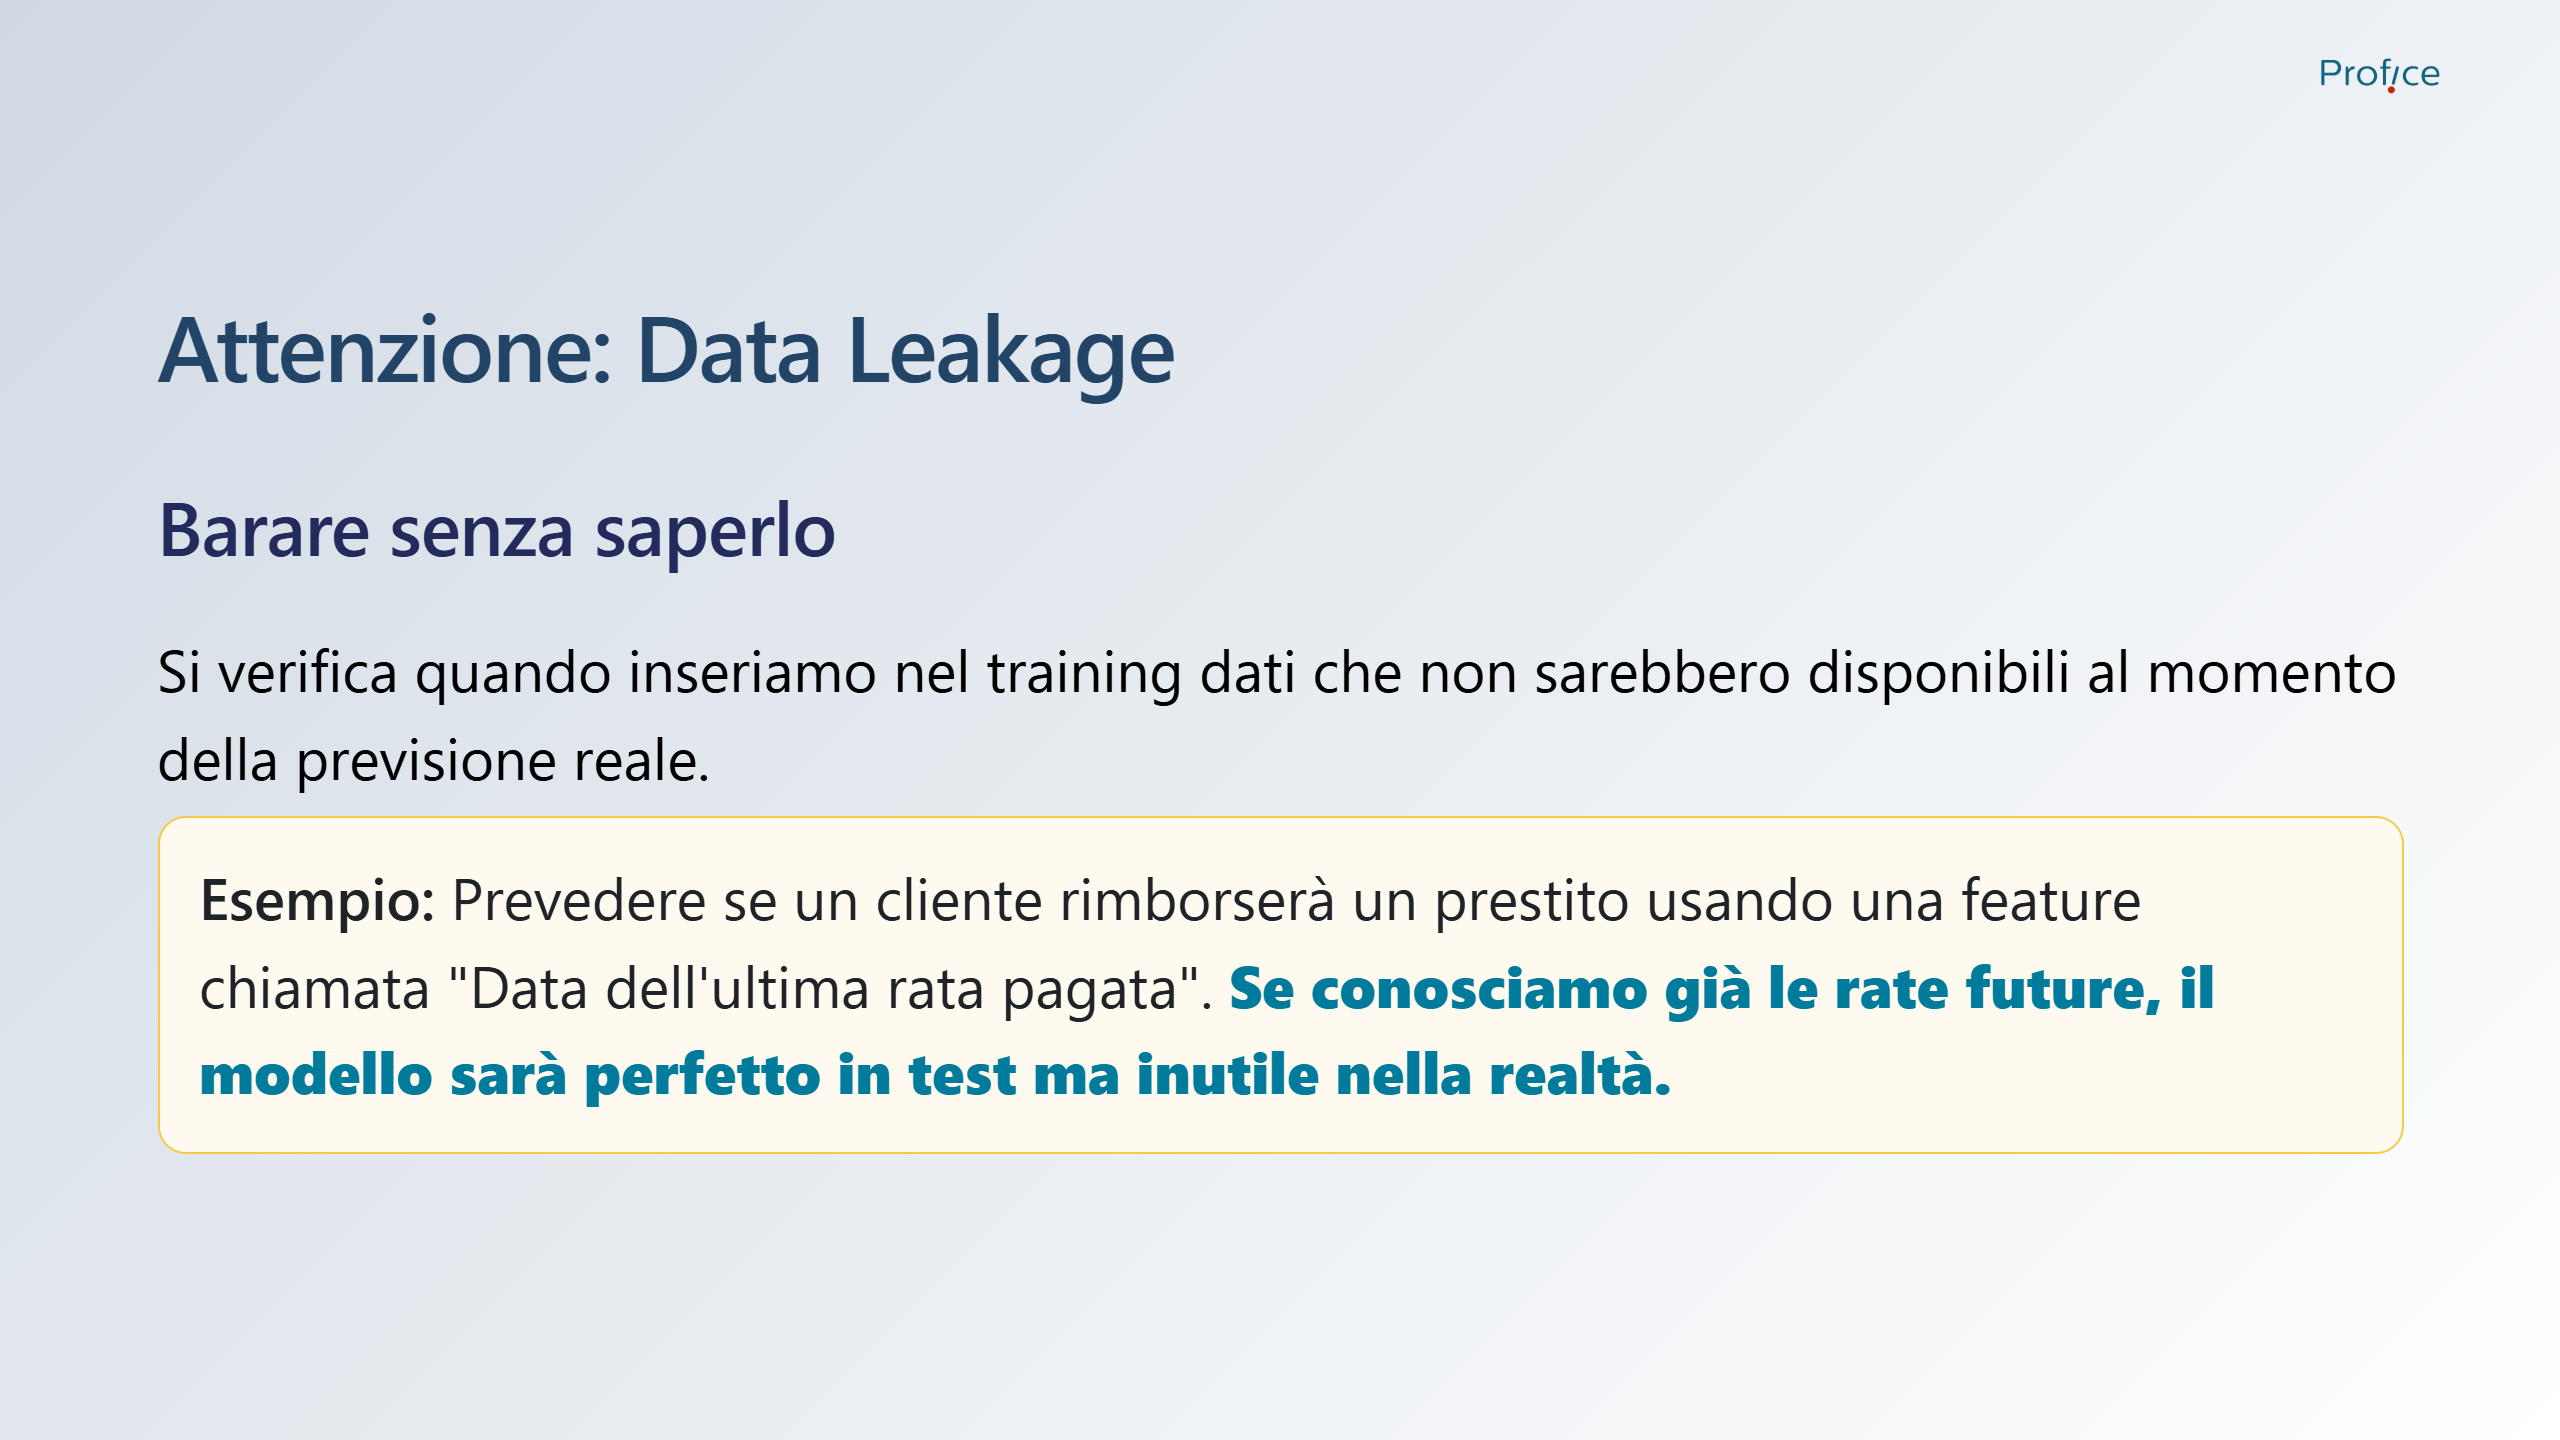 Profice
Attenzione: Data Leakage
Barare senza saperlo
Si verifica quando inseriamo nel training dati che non sarebbero disponibili al momento
della previsione reale.
Esempio: Prevedere se un cliente rimborserà un prestito usando una feature
chiamata "Data dell'ultima rata pagata". Se conosciamo già le rate future, il
modello sarà perfetto in test ma inutile nella realtà.